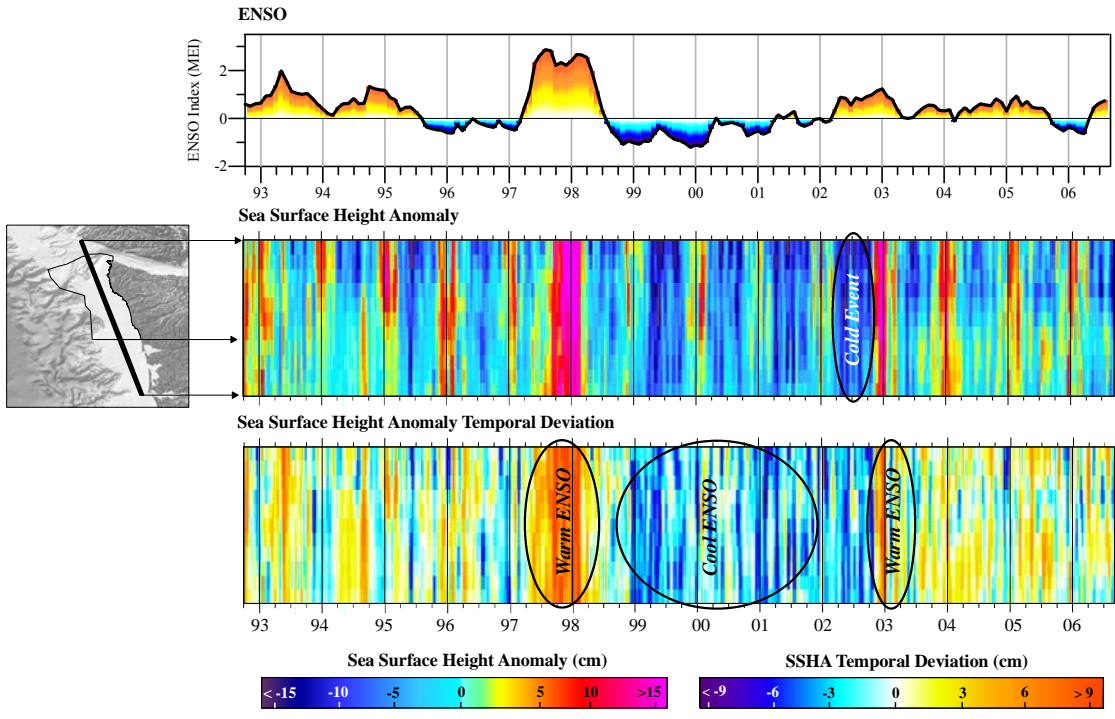 ENSO
ENSO Index (MEI)
2
0
-2
93 94 95 96 97 98 99 00 01 02 03 04 05 06
Sea Surface Height Anomaly
Cold Event
Sea Surface Height Anomaly Temporal Deviation
Warm ENSO
Cool ENSO
Warm ENSO
93 94 95 96 97 98 99 00 01 02 03 04 05 06
Sea Surface Height Anomaly (cm)
< -15 -10 -5 0 5 10 >15
SSHA Temporal Deviation (cm)
< -9 -6 -3 0 3 6 > 9